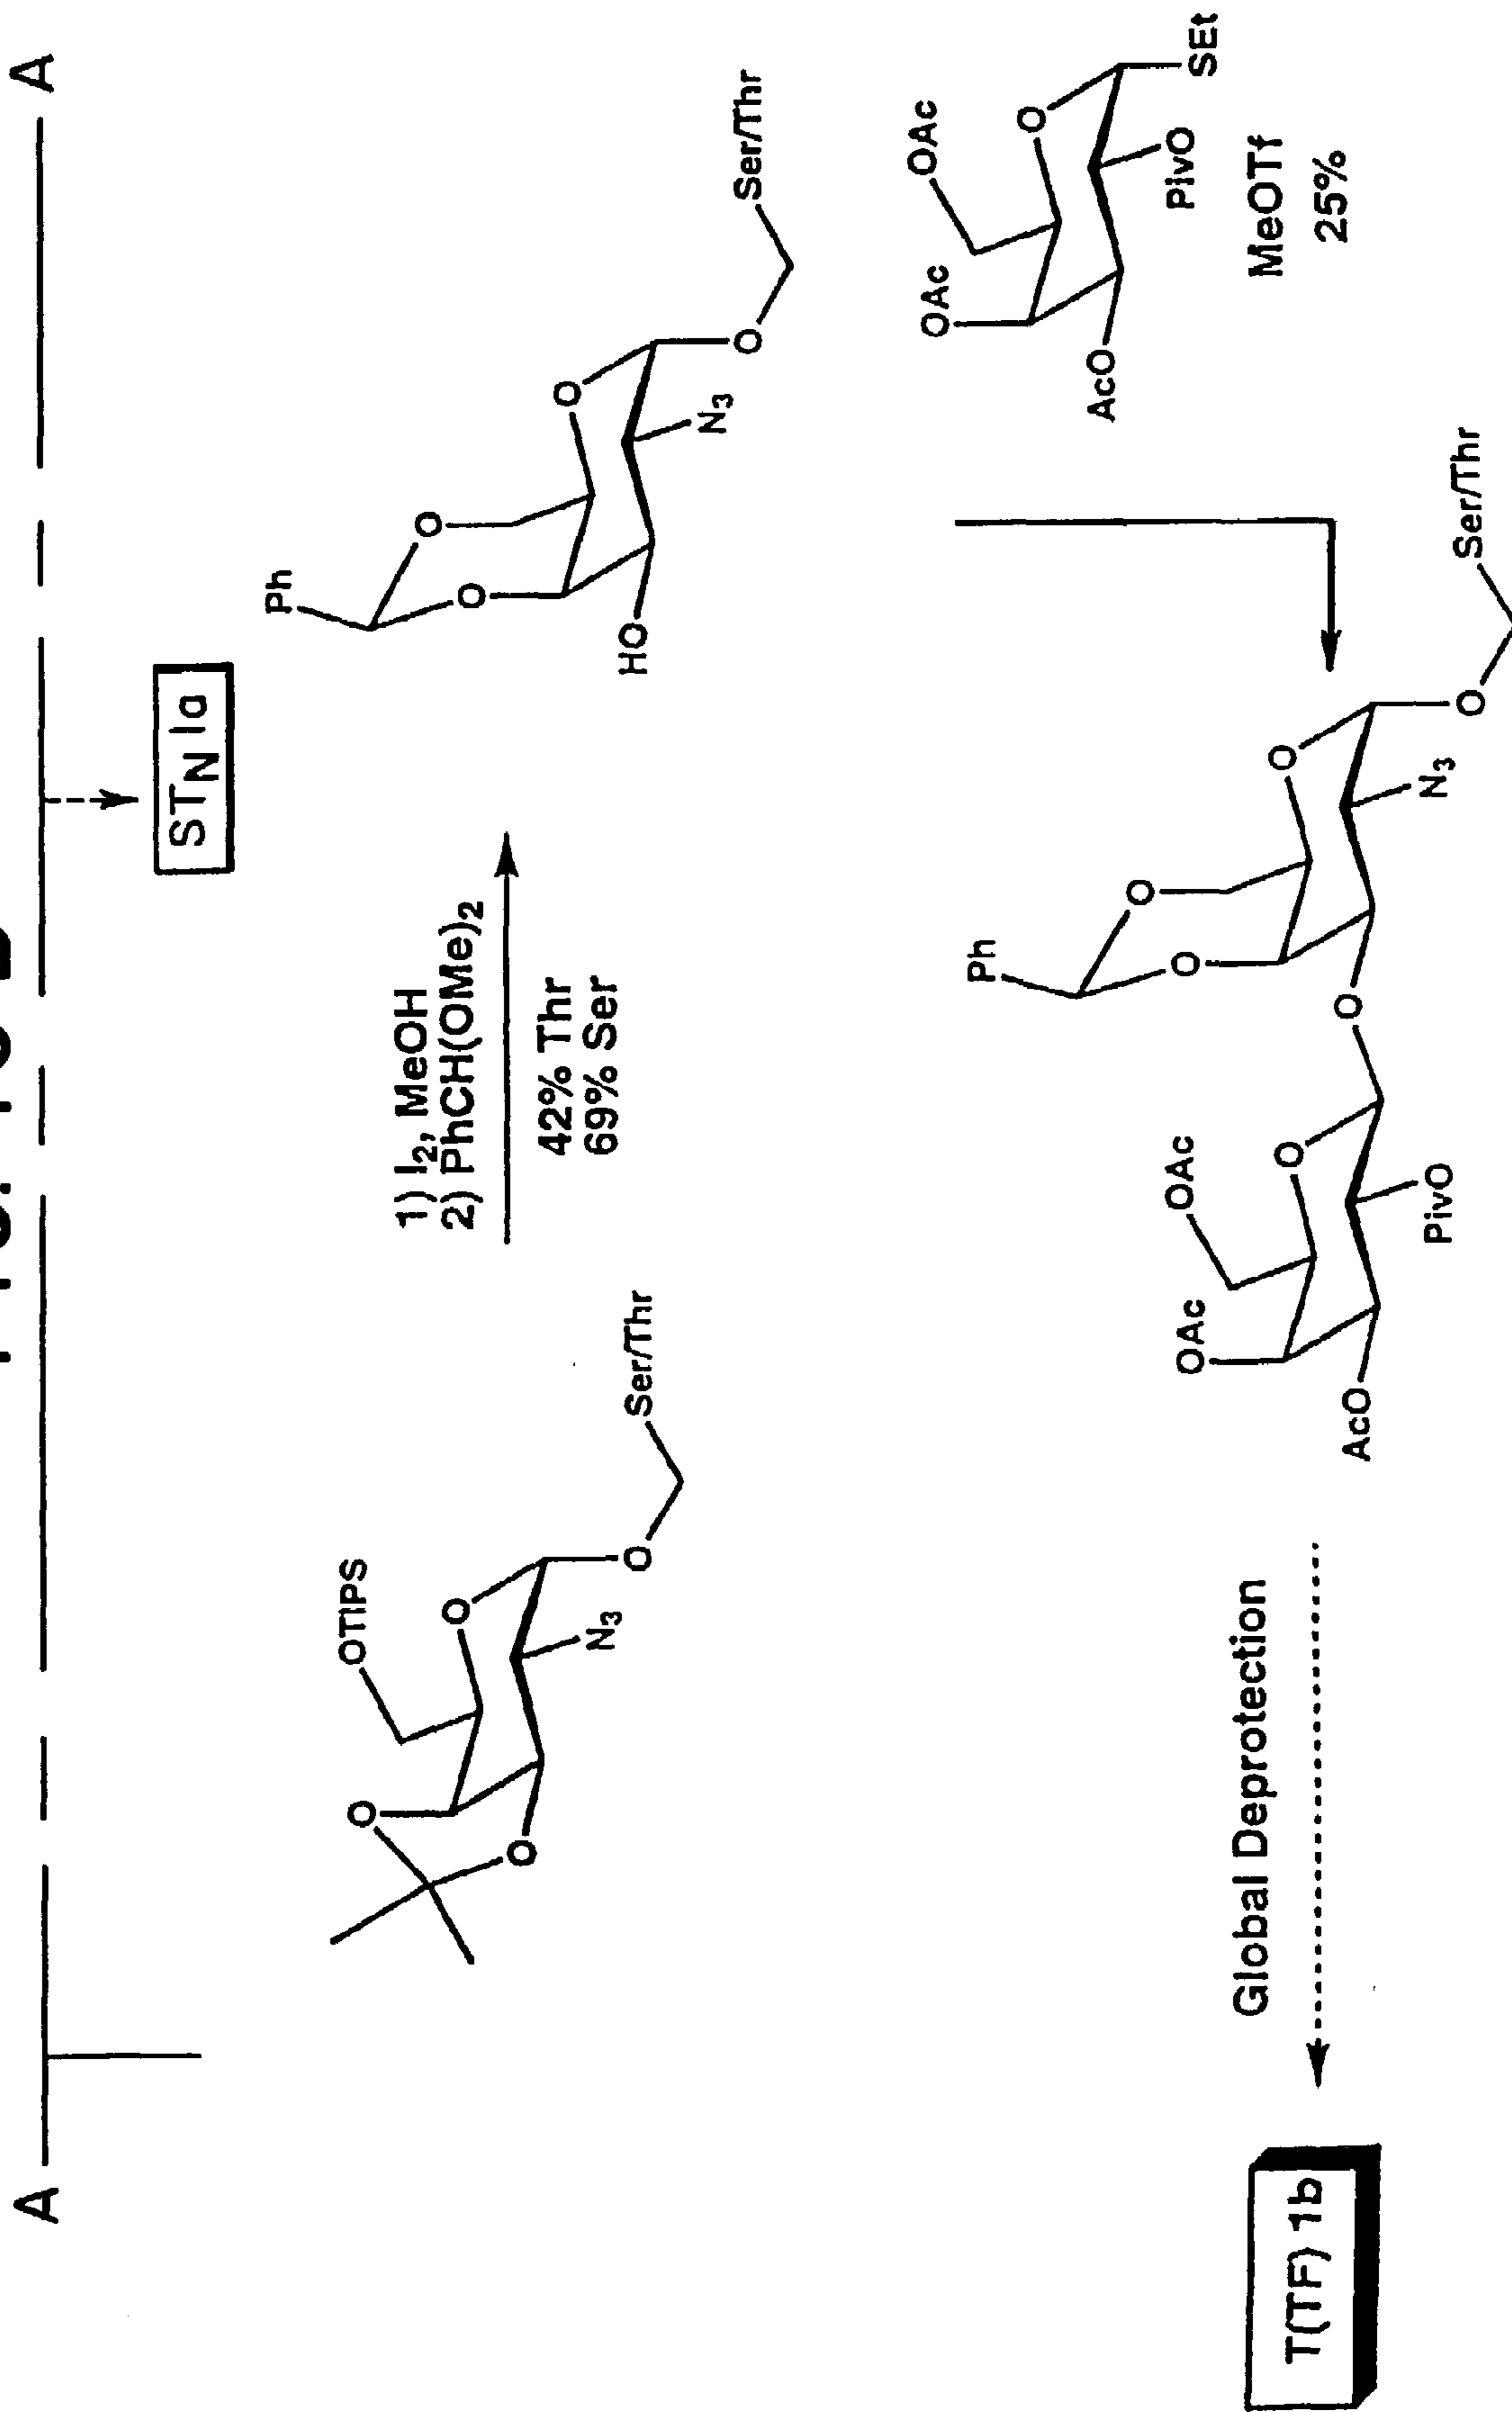 A
A
STN Ia
OTIPS
O
O
O
N3
O
Ser/Thr
1) I2, MeOH
2) PhCH(OMe)2
42% Thr
69% Ser
Ph
O
O
O
HO
N3
O
Ser/Thr
OAc
OAc
O
AcO
PivO
SEt
MeOTf
25%
Ph
O
O
O
N3
O
Ser/Thr
O
OAc
OAc
O
AcO
PivO
Global Deprotection
T(TF) 1b